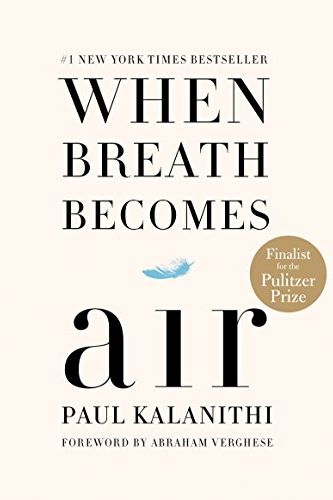 #1 NEW YORK TIMES BESTSELLER
WHEN
BREATH
BECOMES
Finalist
for the
Pulitzer
Prize
aır
PAUL KALANITHI
FOREWORD BY ABRAHAM VERGHESE